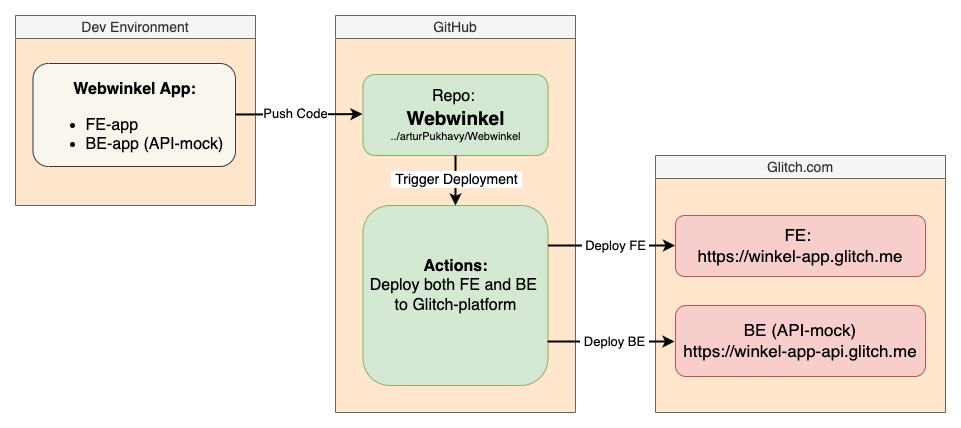 Dev Environment
Webwinkel App:
• FE-app
• BE-app (API-mock)
Push Code
GitHub
Repo:
Webwinkel
../arturPukhavy/Webwinkel
Trigger Deployment
Actions:
Deploy both FE and BE
to Glitch-platform
Deploy FE
Deploy BE
Glitch.com
FE:
https://winkel-app.glitch.me
BE (API-mock)
https://winkel-app-api.glitch.me